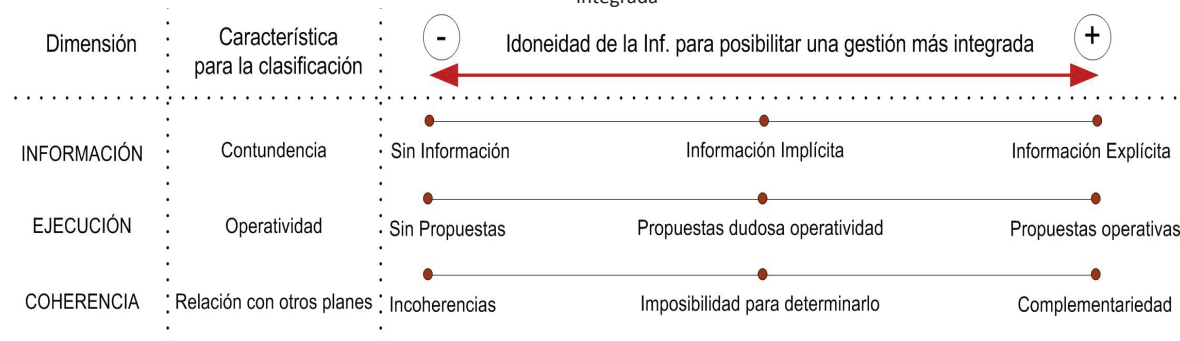 integrada
Dimensión
Característica
para la clasificación
-
Idoneidad de la Inf. para posibilitar una gestión más integrada
+
INFORMACIÓN
Contundencia
Sin Información
Información Implícita
Información Explícita
EJECUCIÓN
Operatividad
Sin Propuestas
Propuestas dudosa operatividad
Propuestas operativas
COHERENCIA
Relación con otros planes
Incoherencias
Imposibilidad para determinarlo
Complementariedad